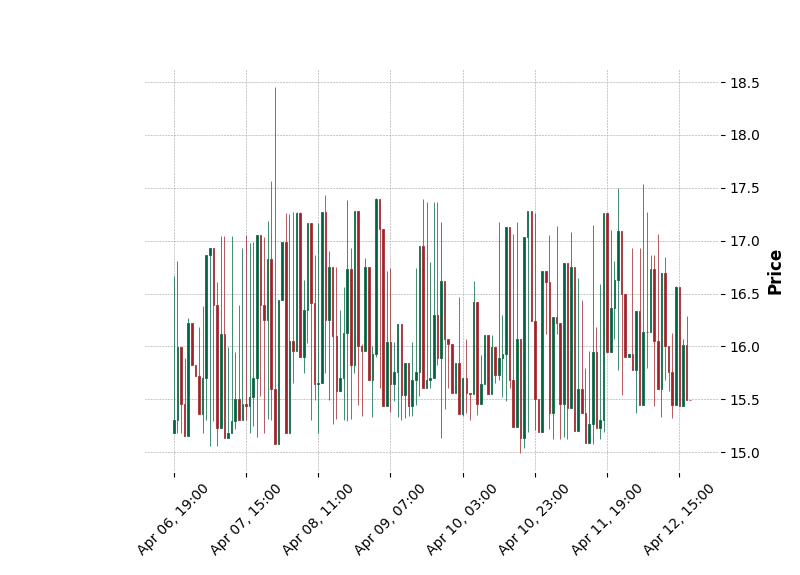 18.5
18.0
17.5
17.0
16.5
16.0
15.5
15.0
Price
Apr 06, 19:00
Apr 07, 15:00
Apr 08, 11:00
Apr 09, 07:00
Apr 10, 03:00
Apr 10, 23:00
Apr 11, 19:00
Apr 12, 15:00